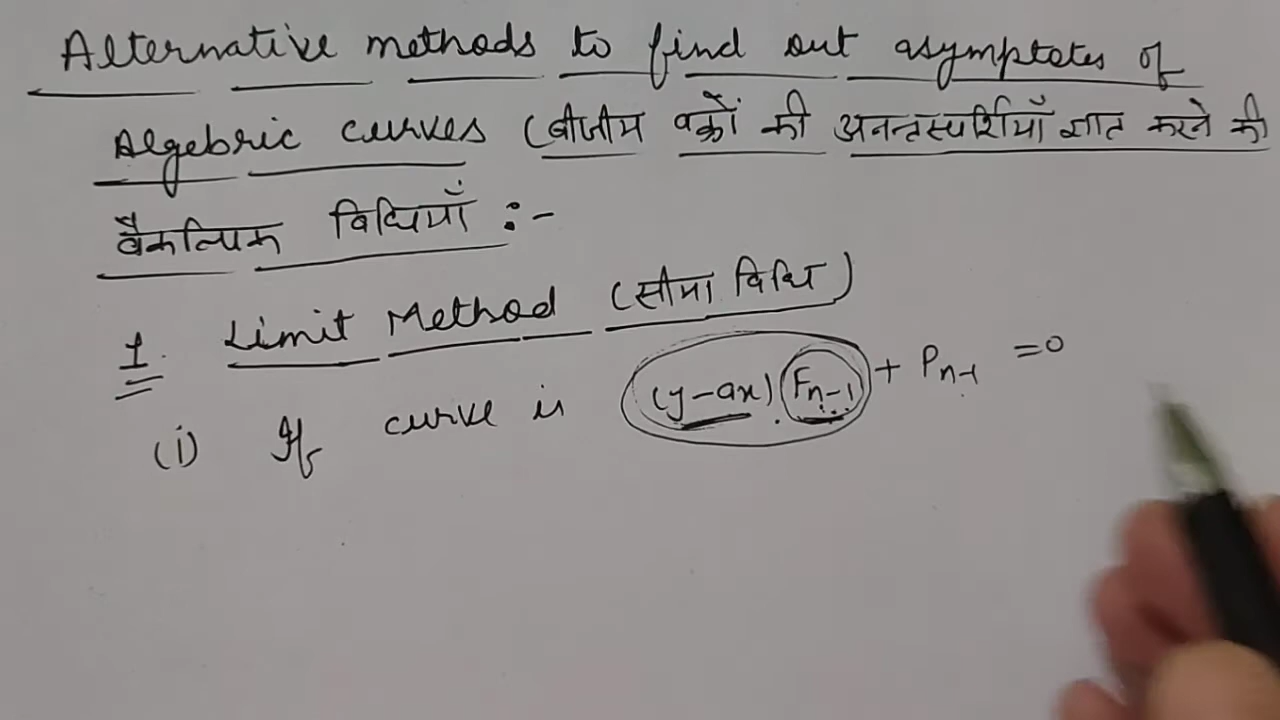 Alternative methods to find out asymptotes of
Algebric curves (बीजीय वक्रों की अनन्तस्पर्शियाँ ज्ञात करने की
वैकल्पिक विधियाँ :-
1. Limit Method (सीमा विधि)
(i) If curve is (y-ax) Fn-1 + Pn-1 =0